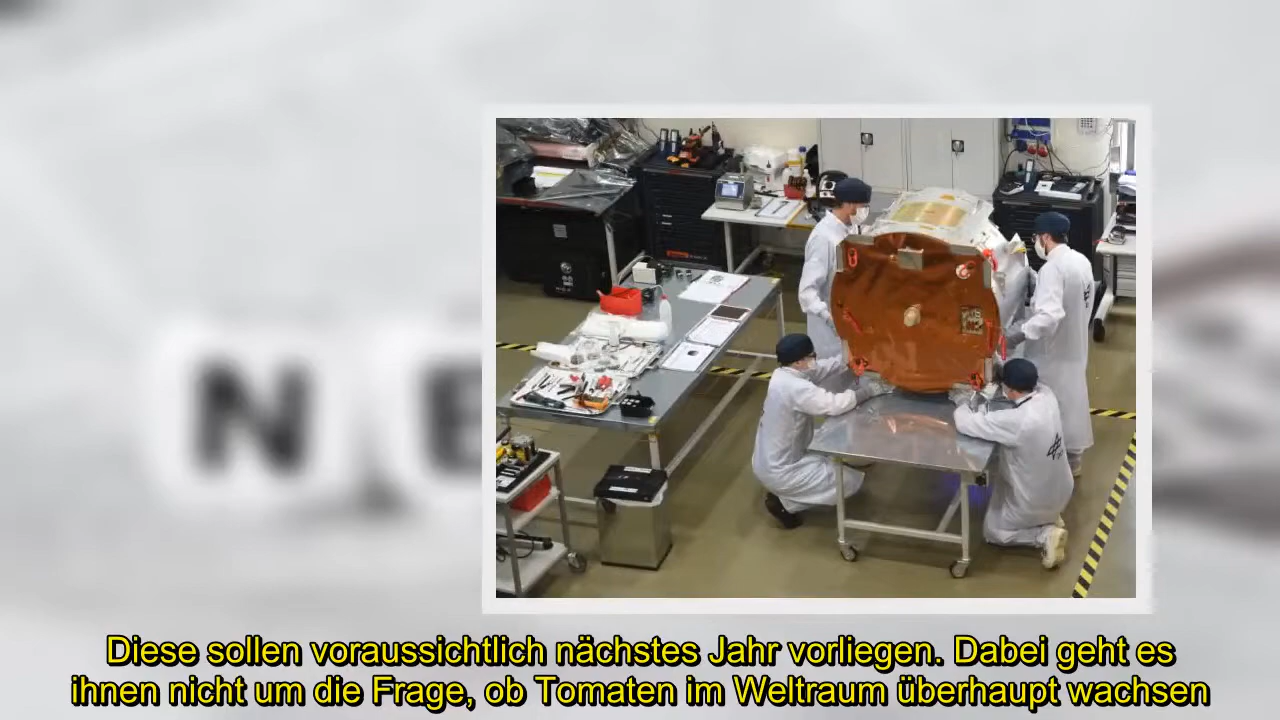 N E
Diese sollen voraussichtlich nächstes Jahr vorliegen. Dabei geht es
ihnen nicht um die Frage, ob Tomaten im Weltraum überhaupt wachsen